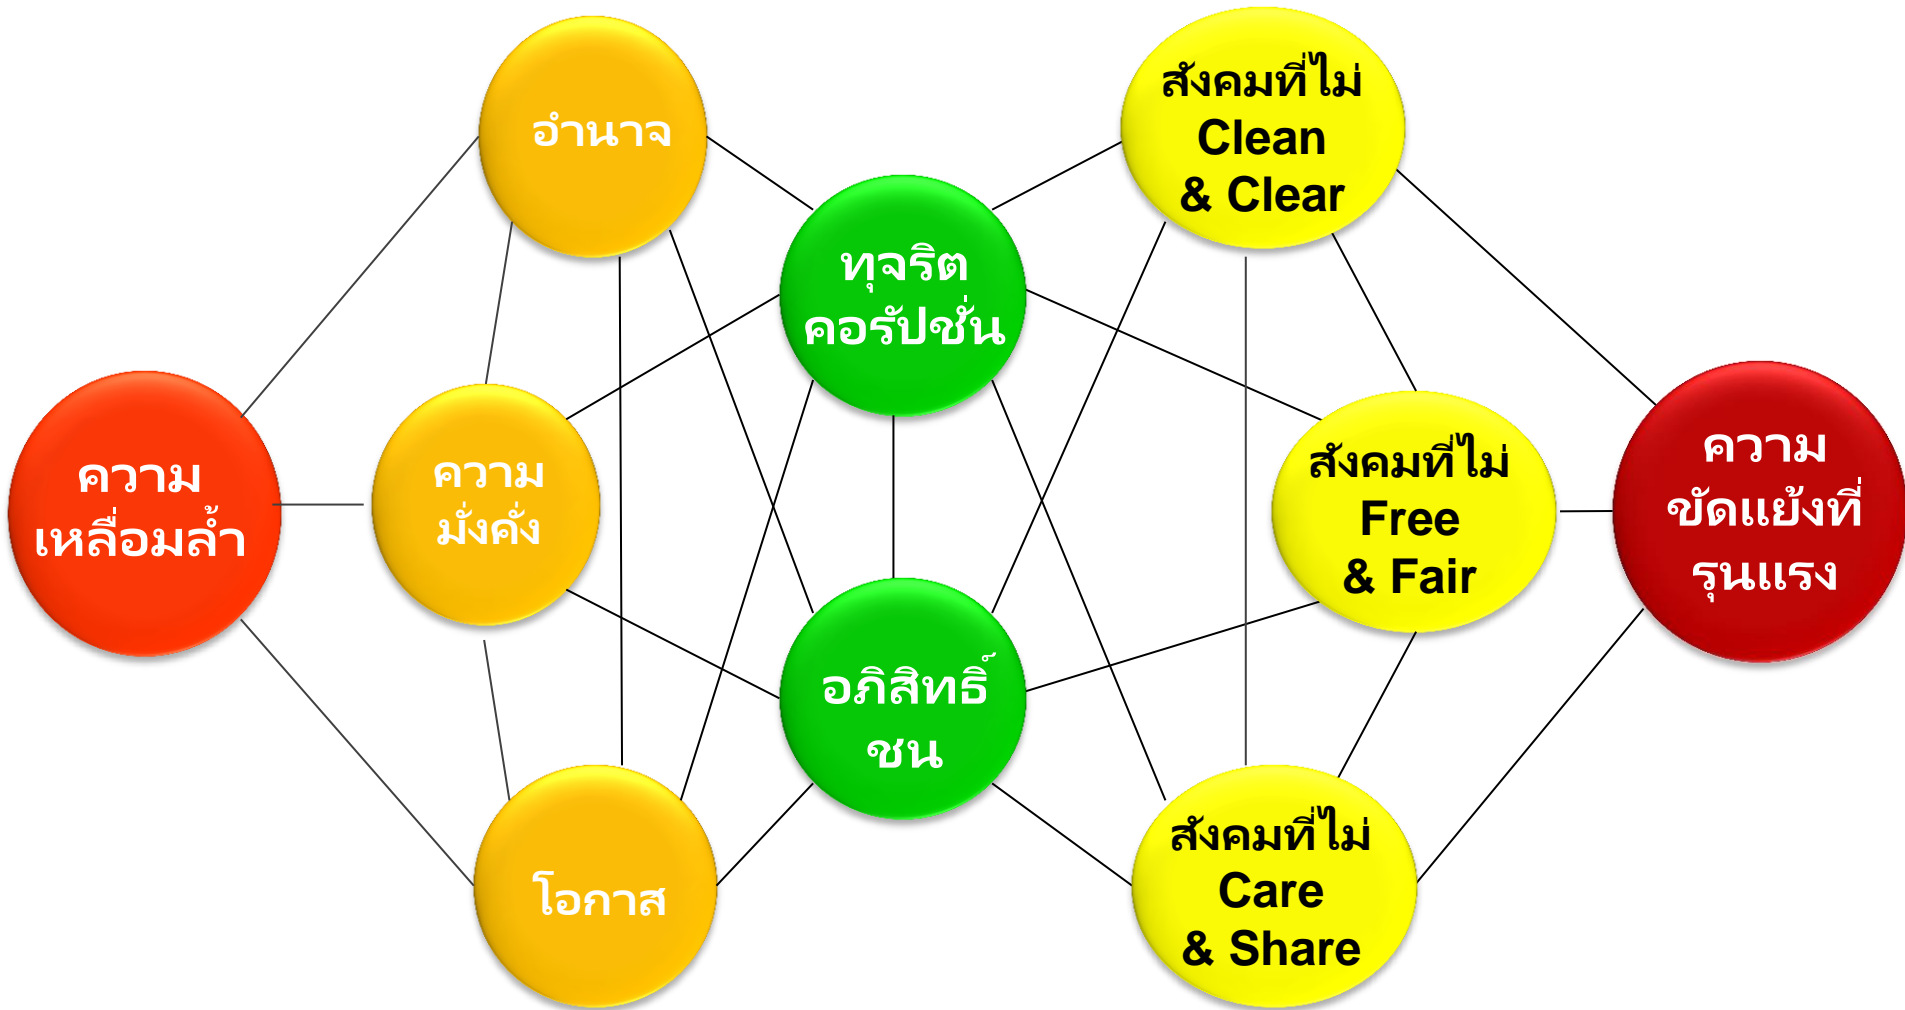 ความ
เหลื่อมล้ำ
อำนาจ
ความ
มั่งคั่ง
โอกาส
ทุจริต
คอรัปชั่น
อภิสิทธิ์
ชน
สังคมที่ไม่
Clean
& Clear
สังคมที่ไม่
Free
& Fair
สังคมที่ไม่
Care
& Share
ความ
ขัดแย้งที่
รุนแรง